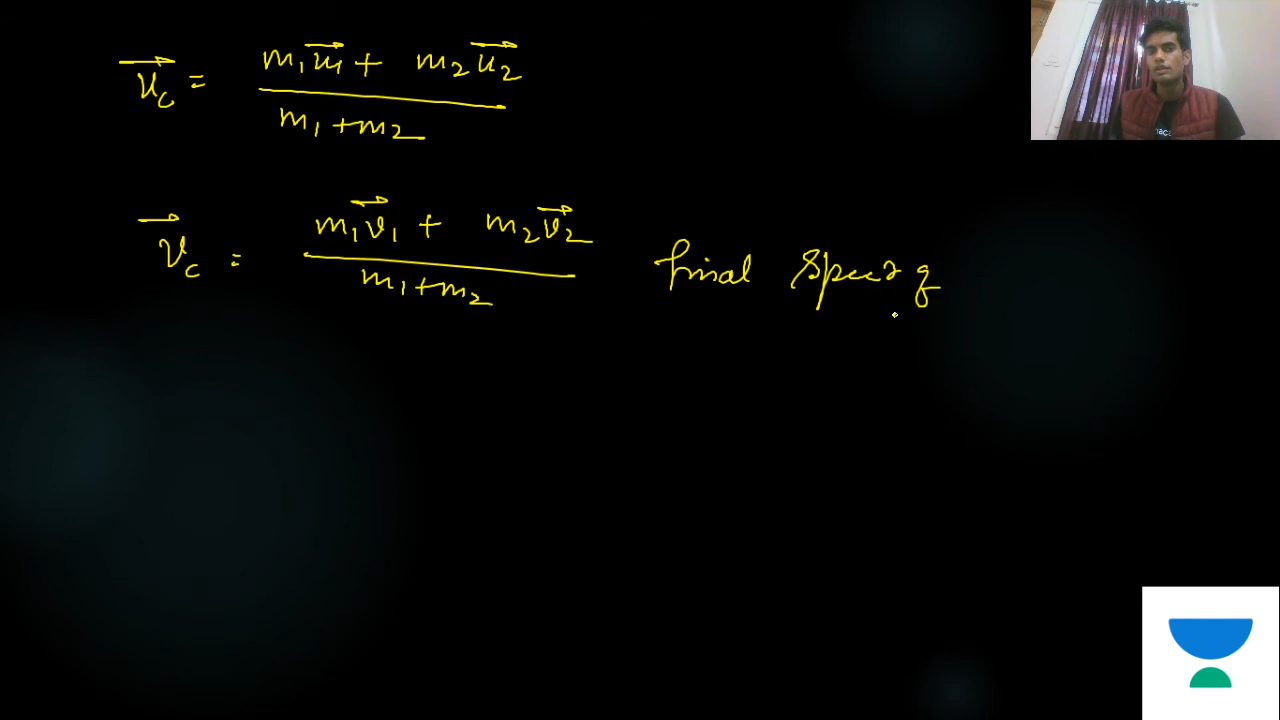 u⃗c = (m1u⃗1 + m2u⃗2) / (m1+m2)
v⃗c = (m1v⃗1 + m2v⃗2) / (m1+m2) final Speed of